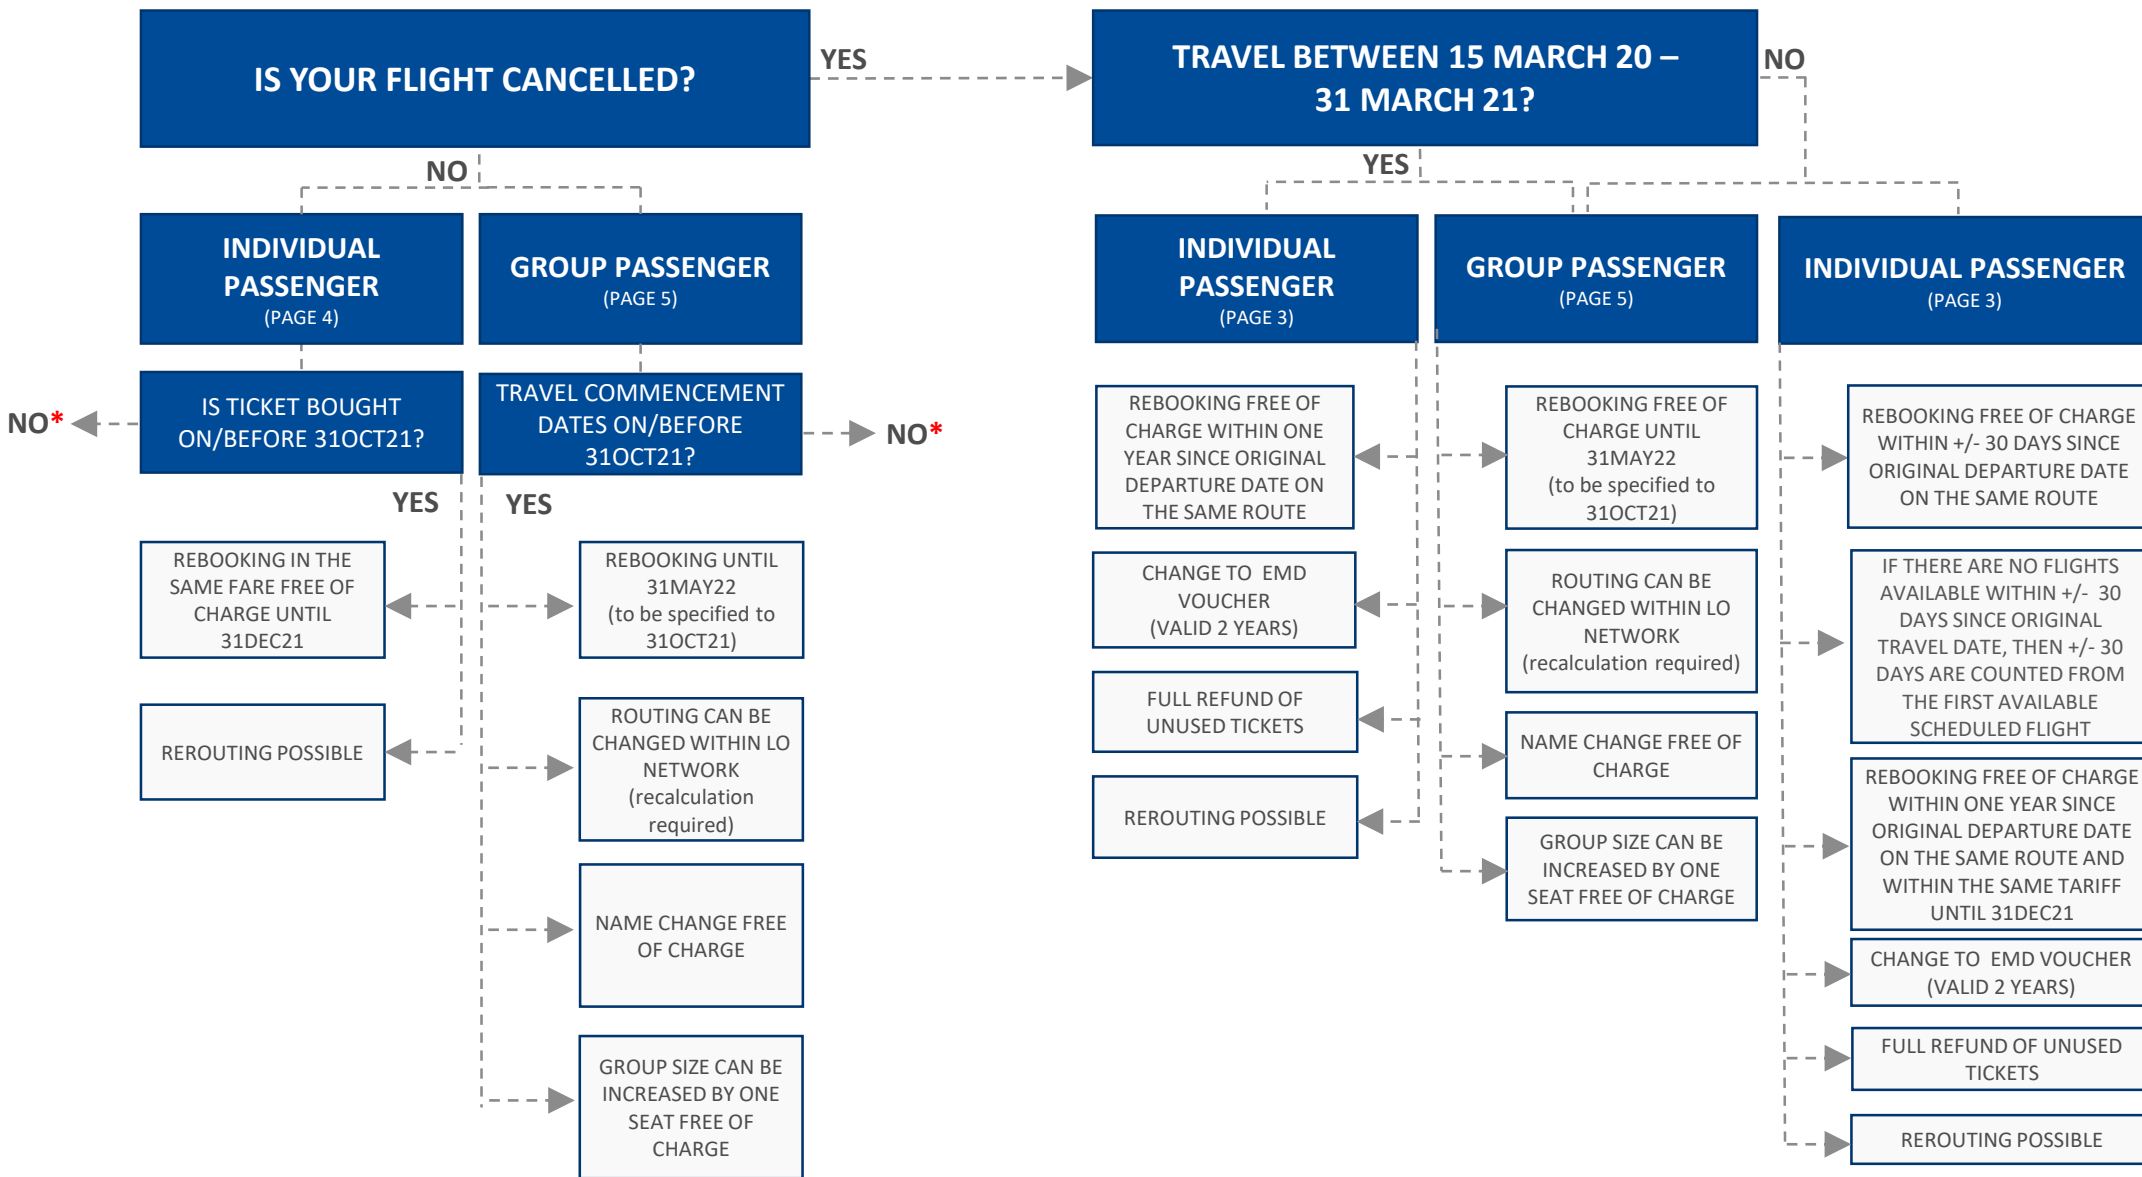 IS YOUR FLIGHT CANCELLED?
YES
TRAVEL BETWEEN 15 MARCH 20 –
31 MARCH 21?
NO
NO
YES
INDIVIDUAL
PASSENGER
(PAGE 4)
GROUP PASSENGER
(PAGE 5)
INDIVIDUAL
PASSENGER
(PAGE 3)
GROUP PASSENGER
(PAGE 5)
INDIVIDUAL PASSENGER
(PAGE 3)
NO*
IS TICKET BOUGHT
ON/BEFORE 31OCT21?
TRAVEL COMMENCEMENT
DATES ON/BEFORE
31OCT21?
NO*
YES
YES
REBOOKING IN THE
SAME FARE FREE OF
CHARGE UNTIL
31DEC21
REROUTING POSSIBLE
REBOOKING UNTIL
31MAY22
(to be specified to
31OCT21)
ROUTING CAN BE
CHANGED WITHIN LO
NETWORK
(recalculation
required)
NAME CHANGE FREE
OF CHARGE
GROUP SIZE CAN BE
INCREASED BY ONE
SEAT FREE OF
CHARGE
REBOOKING FREE OF
CHARGE WITHIN ONE
YEAR SINCE ORIGINAL
DEPARTURE DATE ON
THE SAME ROUTE
CHANGE TO EMD
VOUCHER
(VALID 2 YEARS)
FULL REFUND OF
UNUSED TICKETS
REROUTING POSSIBLE
REBOOKING FREE OF
CHARGE UNTIL
31MAY22
(to be specified to
31OCT21)
ROUTING CAN BE
CHANGED WITHIN LO
NETWORK
(recalculation required)
NAME CHANGE FREE OF
CHARGE
GROUP SIZE CAN BE
INCREASED BY ONE
SEAT FREE OF CHARGE
REBOOKING FREE OF CHARGE
WITHIN +/- 30 DAYS SINCE
ORIGINAL DEPARTURE DATE
ON THE SAME ROUTE
IF THERE ARE NO FLIGHTS
AVAILABLE WITHIN +/- 30
DAYS SINCE ORIGINAL
TRAVEL DATE, THEN +/- 30
DAYS ARE COUNTED FROM
THE FIRST AVAILABLE
SCHEDULED FLIGHT
REBOOKING FREE OF CHARGE
WITHIN ONE YEAR SINCE
ORIGINAL DEPARTURE DATE
ON THE SAME ROUTE AND
WITHIN THE SAME TARIFF
UNTIL 31DEC21
CHANGE TO EMD VOUCHER
(VALID 2 YEARS)
FULL REFUND OF UNUSED
TICKETS
REROUTING POSSIBLE